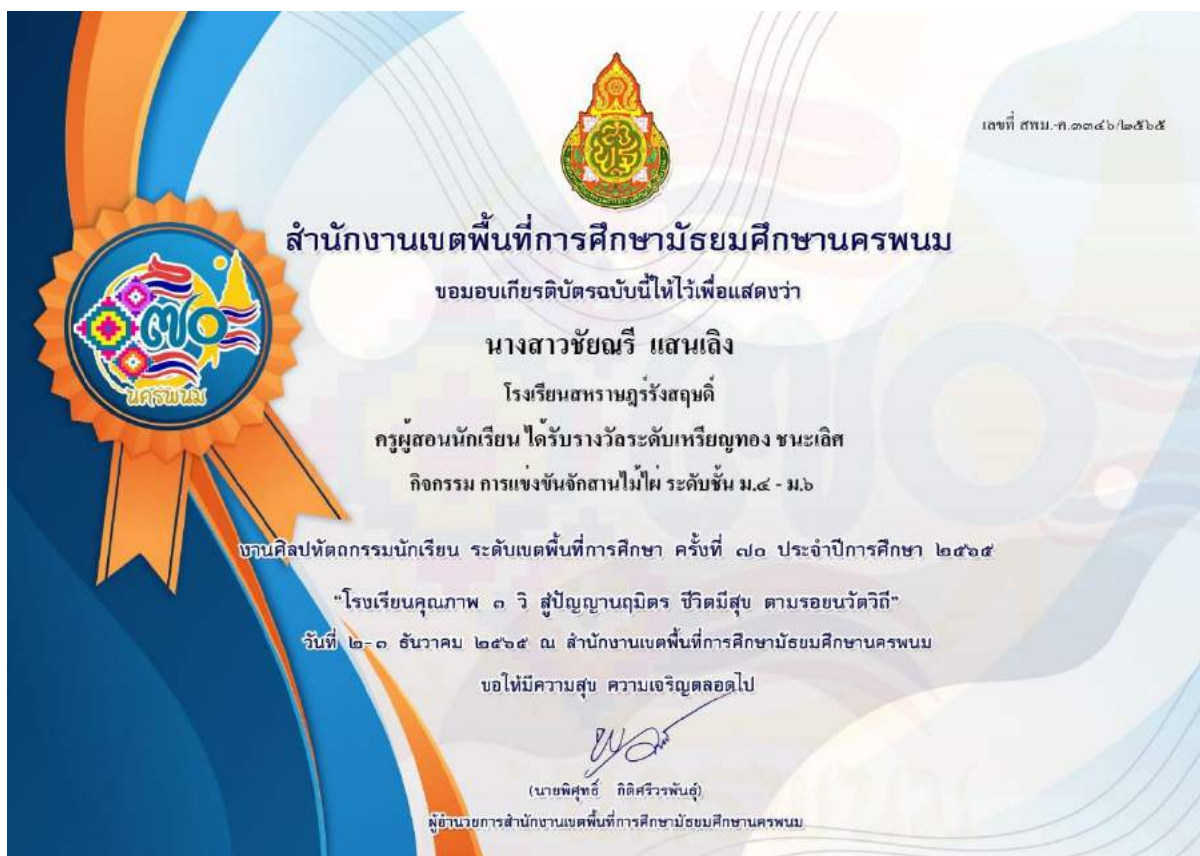 เลขที่ สพม.-ค.๓๓๔๖/๒๕๖๕
สำนักงานเขตพื้นที่การศึกษามัธยมศึกษานครพนม
ขอมอบเกียรติบัตรฉบับนี้ให้ไว้เพื่อแสดงว่า
นางสาวชัยณรี แสนเลิง
โรงเรียนสหราษฎร์รังสฤษดิ์
ครูผู้สอนนักเรียน ได้รับรางวัลระดับเหรียญทอง ชนะเลิศ
กิจกรรม การแข่งขันจักสานไม้ไผ่ ระดับชั้น ม.๔ - ม.๖
๗๐
นครพนม
งานศิลปหัตถกรรมนักเรียน ระดับเขตพื้นที่การศึกษา ครั้งที่ ๗๐ ประจำปีการศึกษา ๒๕๖๕
“โรงเรียนคุณภาพ ๓ วิ สู่ปัญญานฤมิตร ชีวิตมีสุข ตามรอยนวัตวิถี”
วันที่ ๒-๓ ธันวาคม ๒๕๖๕ ณ สำนักงานเขตพื้นที่การศึกษามัธยมศึกษานครพนม
ขอให้มีความสุข ความเจริญตลอดไป
(นายพิศุทธิ์ กิติศรีวรพันธุ์)
ผู้อำนวยการสำนักงานเขตพื้นที่การศึกษามัธยมศึกษานครพนม